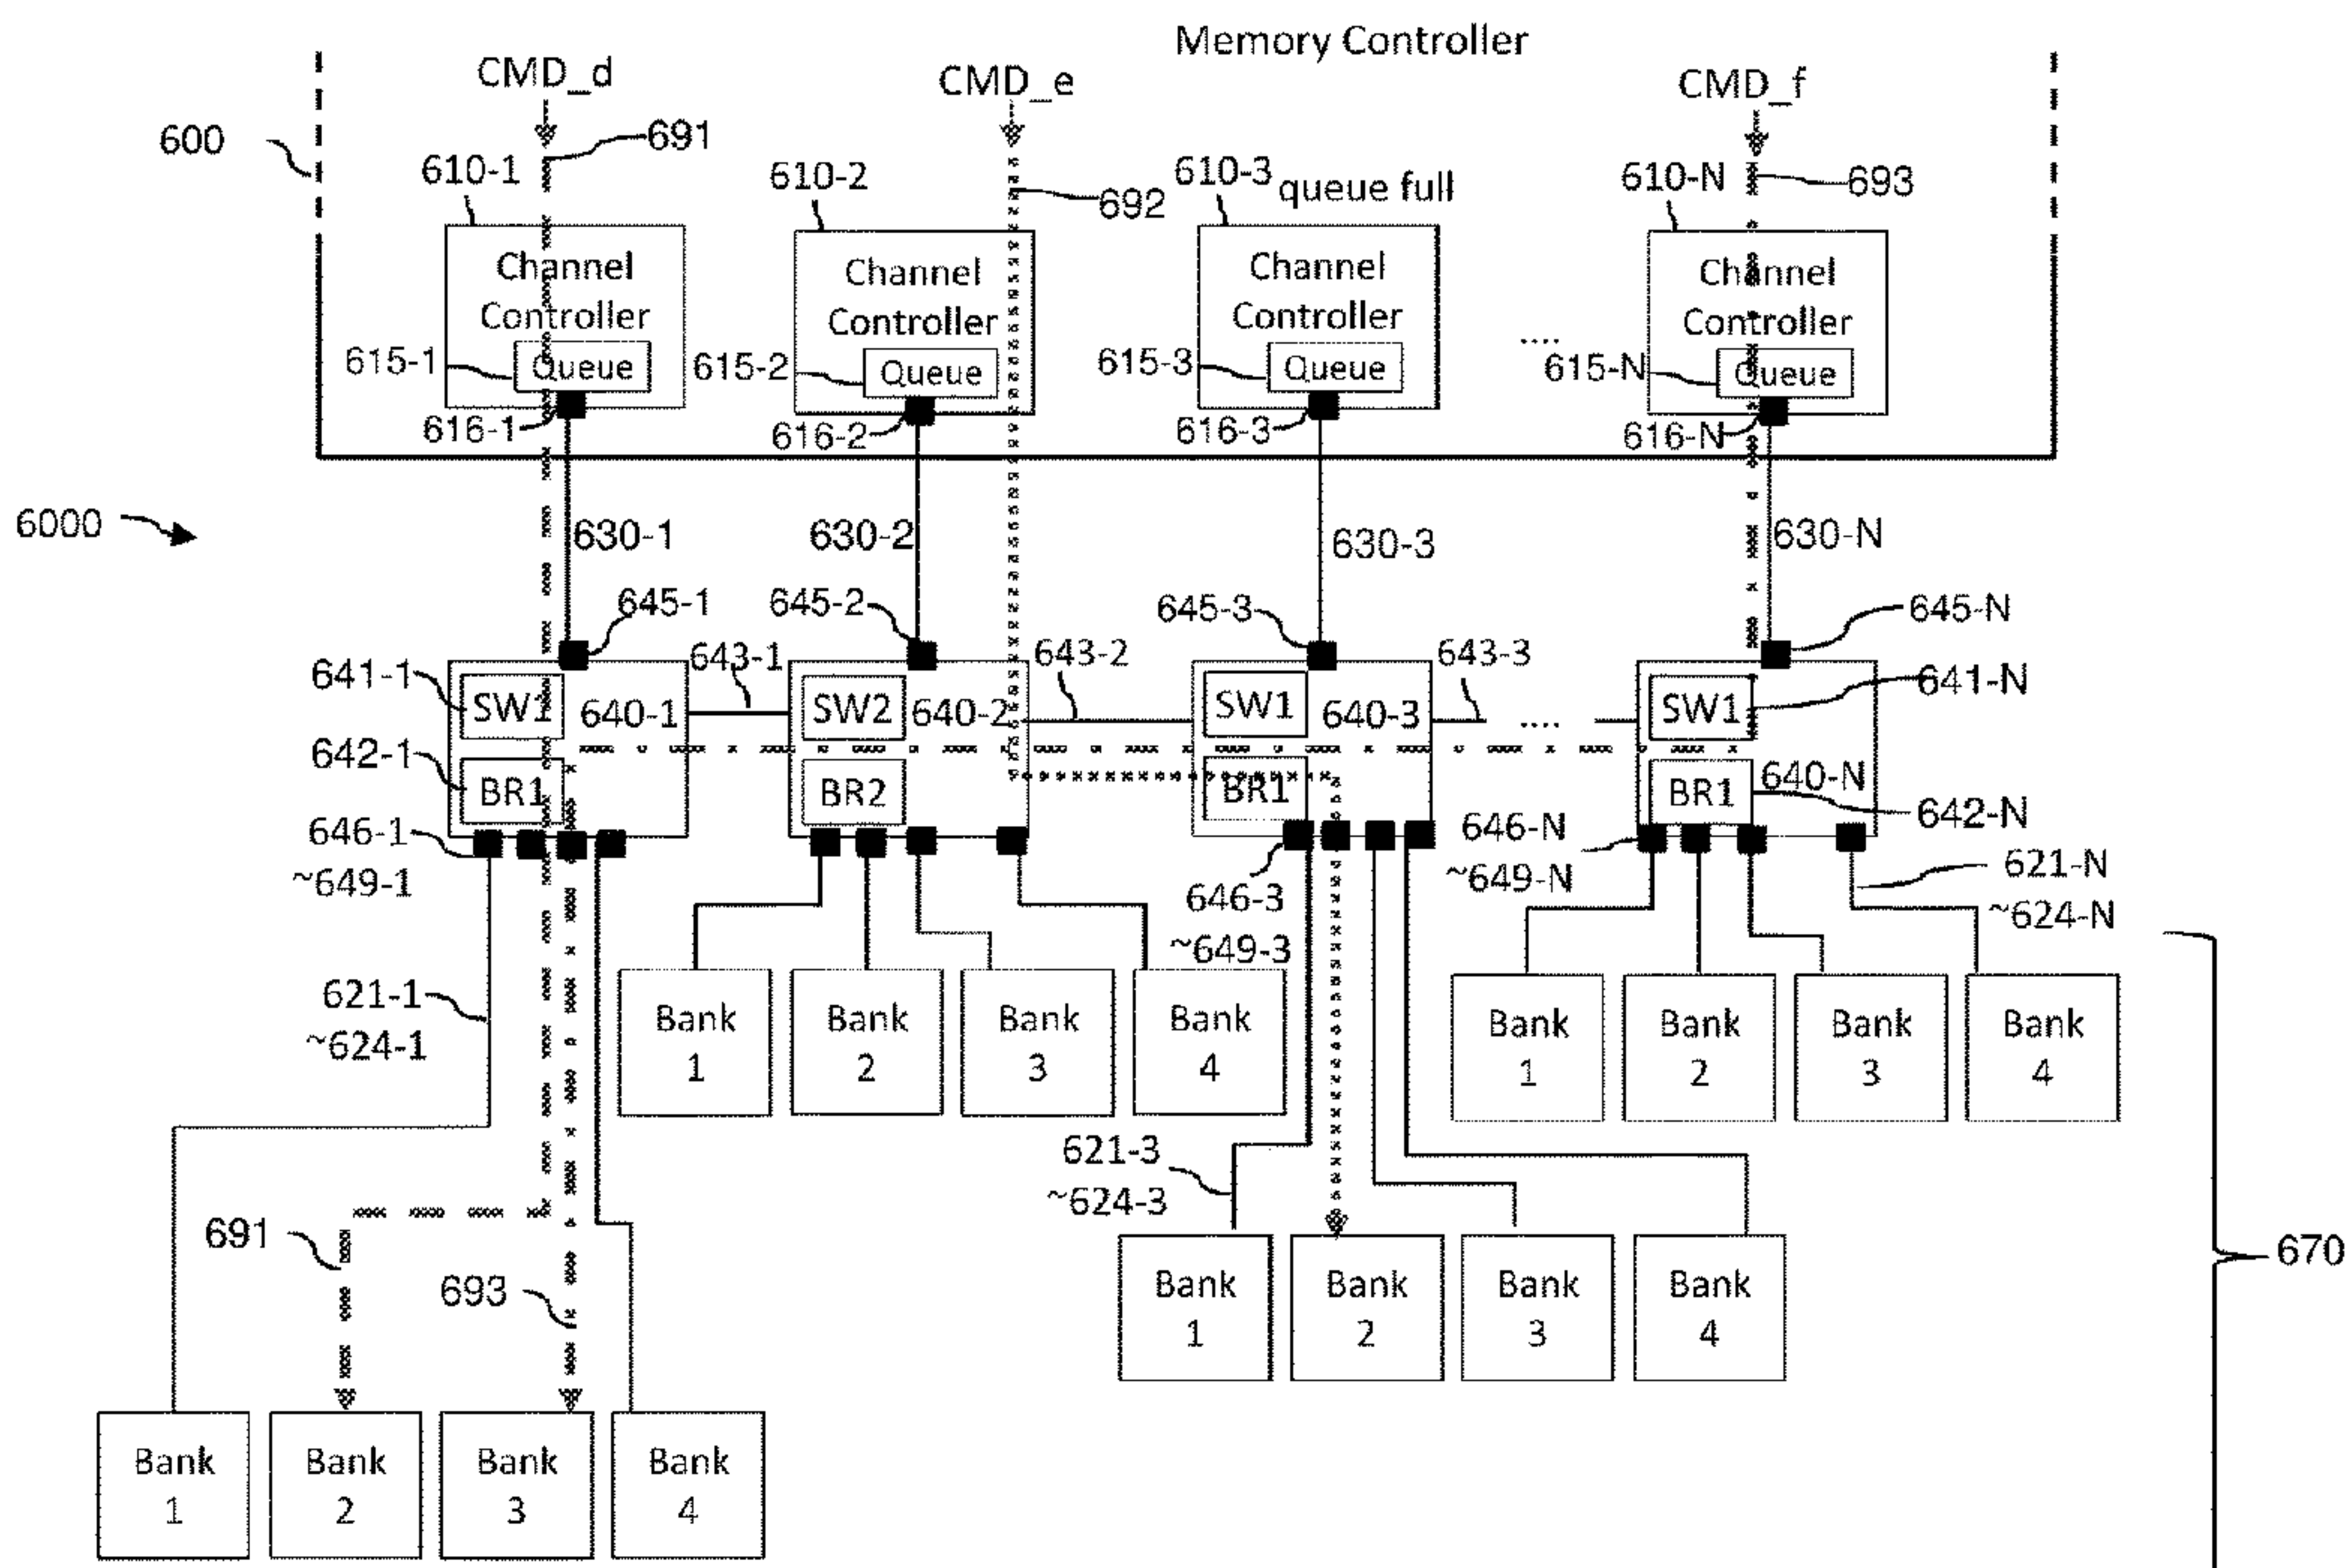 Memory Controller
CMD_d
CMD_e
CMD_f
600
691
692
693
610-1
610-2
610-3
queue full
610-N
Channel
Controller
Queue
Channel
Controller
Queue
Channel
Controller
Queue
....
Channel
Controller
Queue
615-1
615-2
615-3
615-N
616-1
616-2
616-3
616-N
6000
630-1
630-2
630-3
630-N
645-1
645-2
645-3
645-N
641-1
643-1
643-2
643-3
641-N
SW1
640-1
SW2
640-2
SW1
640-3
....
SW1
642-1
BR1
BR2
BR1
BR1
640-N
642-N
646-1
~649-1
646-3
~649-3
646-N
~649-N
621-N
~624-N
621-1
~624-1
Bank
1
Bank
2
Bank
3
Bank
4
Bank
1
Bank
2
Bank
3
Bank
4
621-3
~624-3
691
693
670
Bank
1
Bank
2
Bank
3
Bank
4
Bank
1
Bank
2
Bank
3
Bank
4